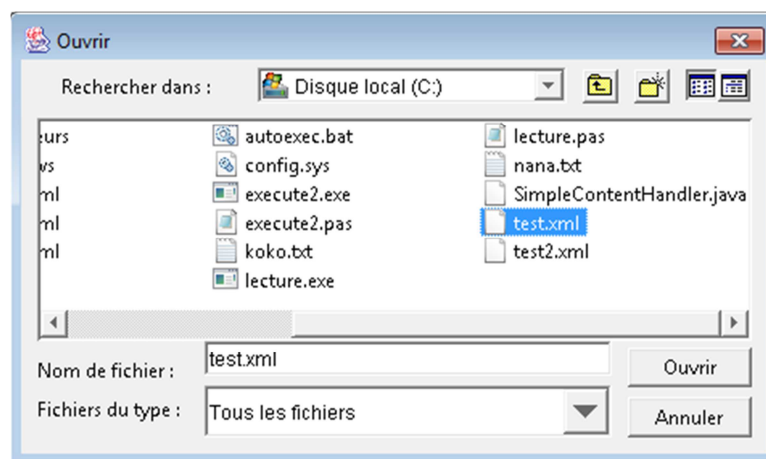 Ouvrir
Rechercher dans :
Disque local (C:)
autoexec.bat
config.sys
execute2.exe
execute2.pas
koko.txt
lecture.exe
lecture.pas
nana.txt
SimpleContentHandler.java
test.xml
test2.xml
Nom de fichier :
test.xml
Ouvrir
Fichiers du type :
Tous les fichiers
Annuler